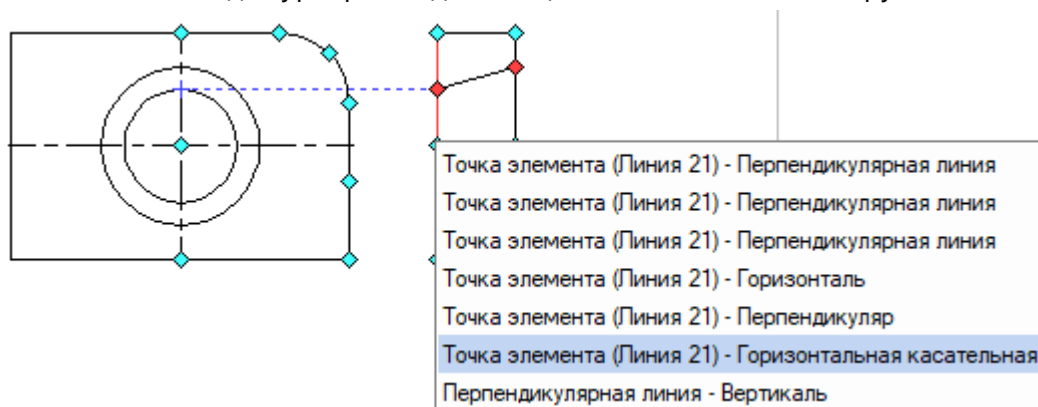 Точка элемента (Линия 21) - Перпендикулярная линия
Точка элемента (Линия 21) - Перпендикулярная линия
Точка элемента (Линия 21) - Перпендикулярная линия
Точка элемента (Линия 21) - Горизонталь
Точка элемента (Линия 21) - Перпендикуляр
Точка элемента (Линия 21) - Горизонтальная касательная
Перпендикулярная линия - Вертикаль